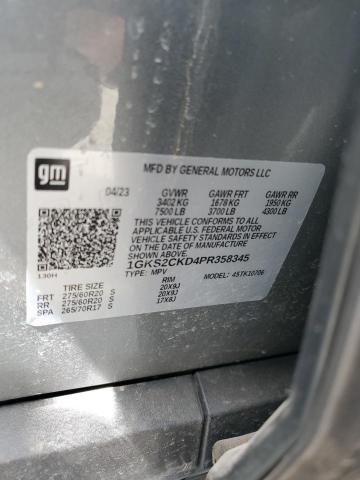 gm
MFD BY GENERAL MOTORS LLC
04/23 GVWR GAWR FRT GAWR RR
3402 KG 1678 KG 1950 KG
7500 LB 3700 LB 4300 LB
THIS VEHICLE CONFORMS TO ALL
APPLICABLE U.S. FEDERAL MOTOR
VEHICLE SAFETY STANDARDS IN
EFFECT ON THE DATE OF MANUFACTURE
SHOWN ABOVE.
1GKS2CKD4PR358345
TYPE: MPV MODEL: 4STK10706
130H
TIRE SIZE RIM
FRT 275/60R20 S 20X9J
RR 275/60R20 S 20X9J
SPA 265/70R17 S 17X8J